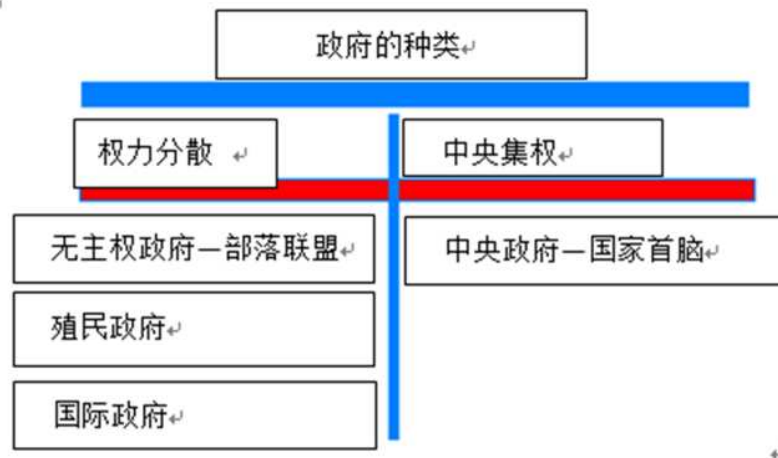 政府的种类
权力分散
中央集权
无主权政府—部落联盟
中央政府—国家首脑
殖民政府
国际政府